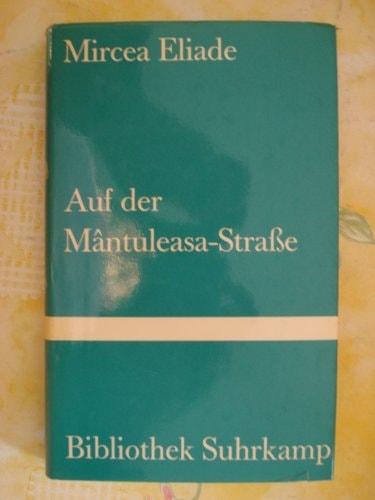 Mircea Eliade
Auf der
Mântuleasa-Straße
Bibliothek Suhrkamp